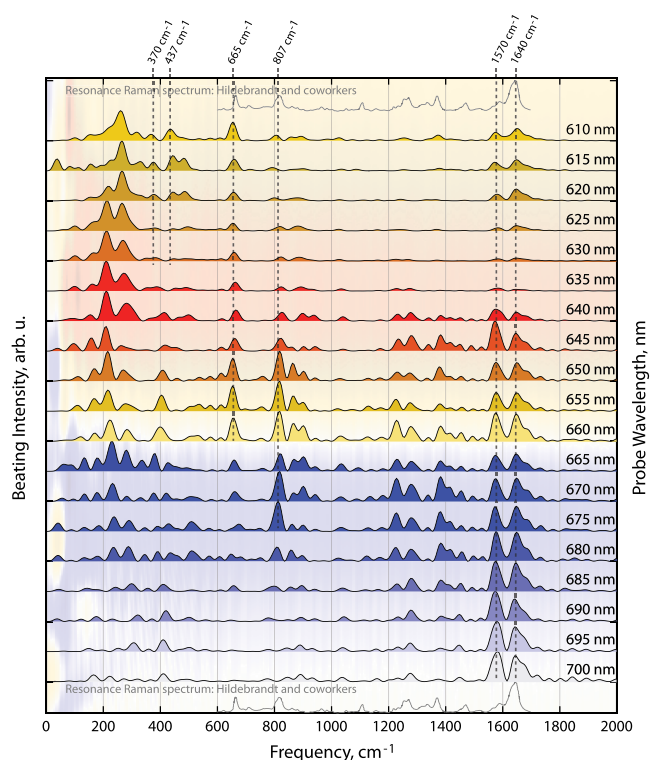 370 cm-1
437 cm-1
665 cm-1
807 cm-1
1570 cm-1
1640 cm-1
Resonance Raman spectrum: Hildebrandt and coworkers
610 nm
615 nm
620 nm
625 nm
630 nm
635 nm
640 nm
645 nm
650 nm
655 nm
660 nm
665 nm
670 nm
675 nm
680 nm
685 nm
690 nm
695 nm
700 nm
Resonance Raman spectrum: Hildebrandt and coworkers
Beating Intensity, arb. u.
Probe Wavelength, nm
0 200 400 600 800 1000 1200 1400 1600 1800 2000
Frequency, cm-1